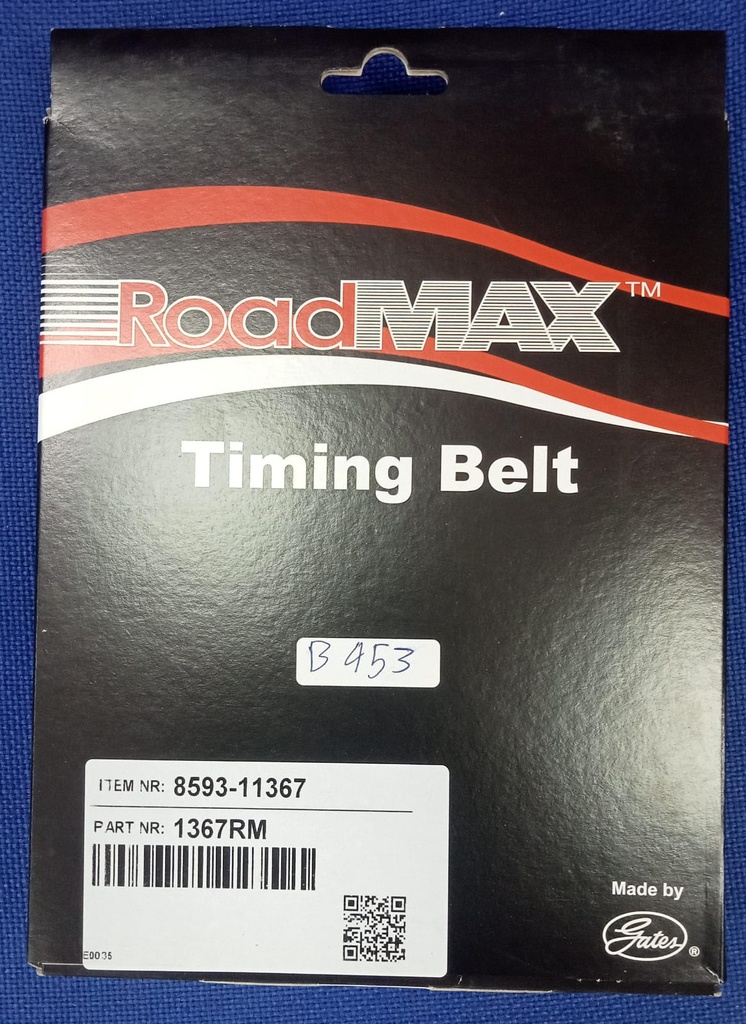 RoadMAX™
Timing Belt
B 453
ITEM NR: 8593-11367
PART NR: 1367RM
E0035
Made by
Gates®